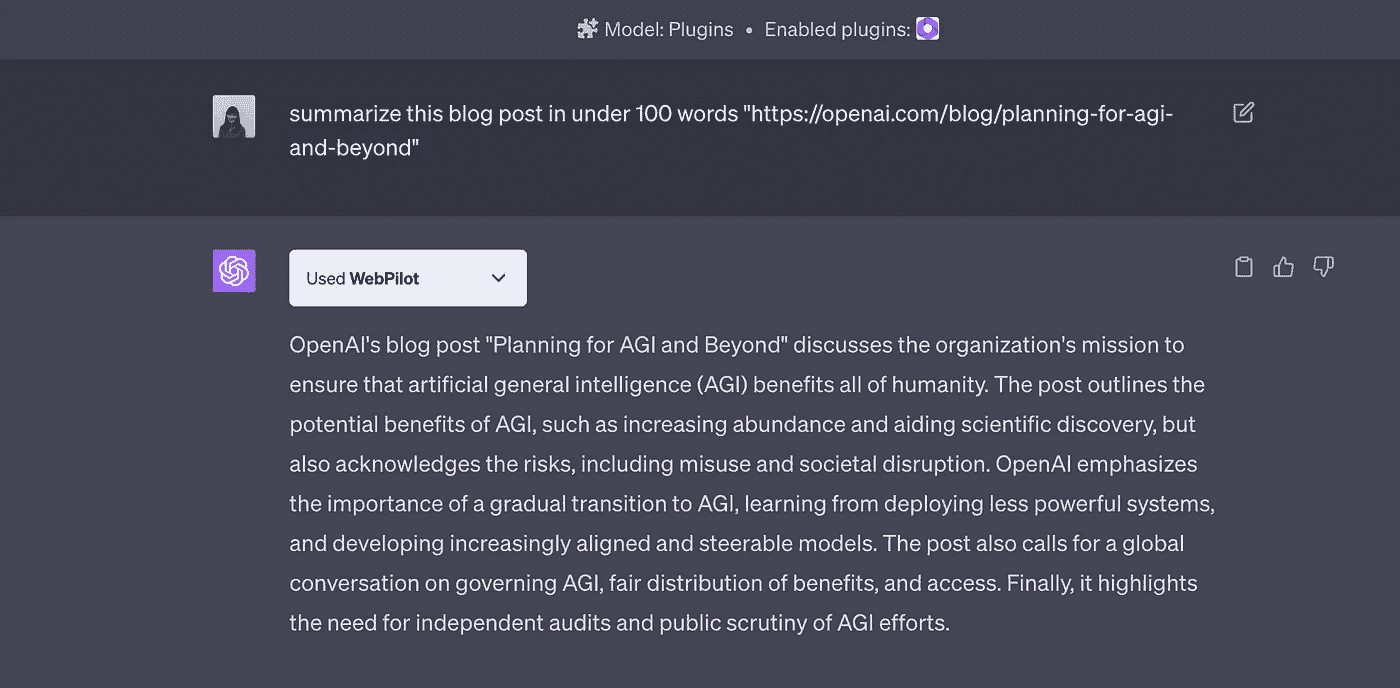 Model: Plugins • Enabled plugins:
summarize this blog post in under 100 words "https://openai.com/blog/planning-for-agi-
and-beyond"
Used WebPilot
OpenAI's blog post "Planning for AGI and Beyond" discusses the organization's mission to
ensure that artificial general intelligence (AGI) benefits all of humanity. The post outlines the
potential benefits of AGI, such as increasing abundance and aiding scientific discovery, but
also acknowledges the risks, including misuse and societal disruption. OpenAI emphasizes
the importance of a gradual transition to AGI, learning from deploying less powerful systems,
and developing increasingly aligned and steerable models. The post also calls for a global
conversation on governing AGI, fair distribution of benefits, and access. Finally, it highlights
the need for independent audits and public scrutiny of AGI efforts.